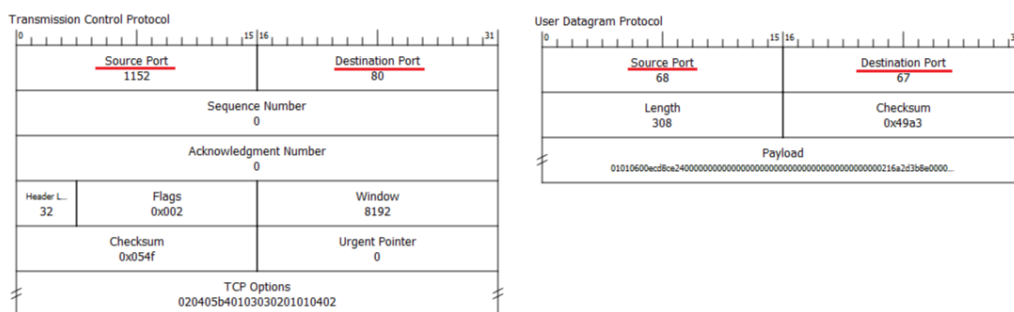 Transmission Control Protocol
0 15 16 31
Source Port Destination Port
1152 80
Sequence Number
0
Acknowledgment Number
0
Header L... Flags Window
32 0x002 8192
Checksum Urgent Pointer
0x054f 0
TCP Options
020405b40103030201010402
User Datagram Protocol
0 15 16
Source Port Destination Port
68 67
Length Checksum
308 0x49a3
Payload